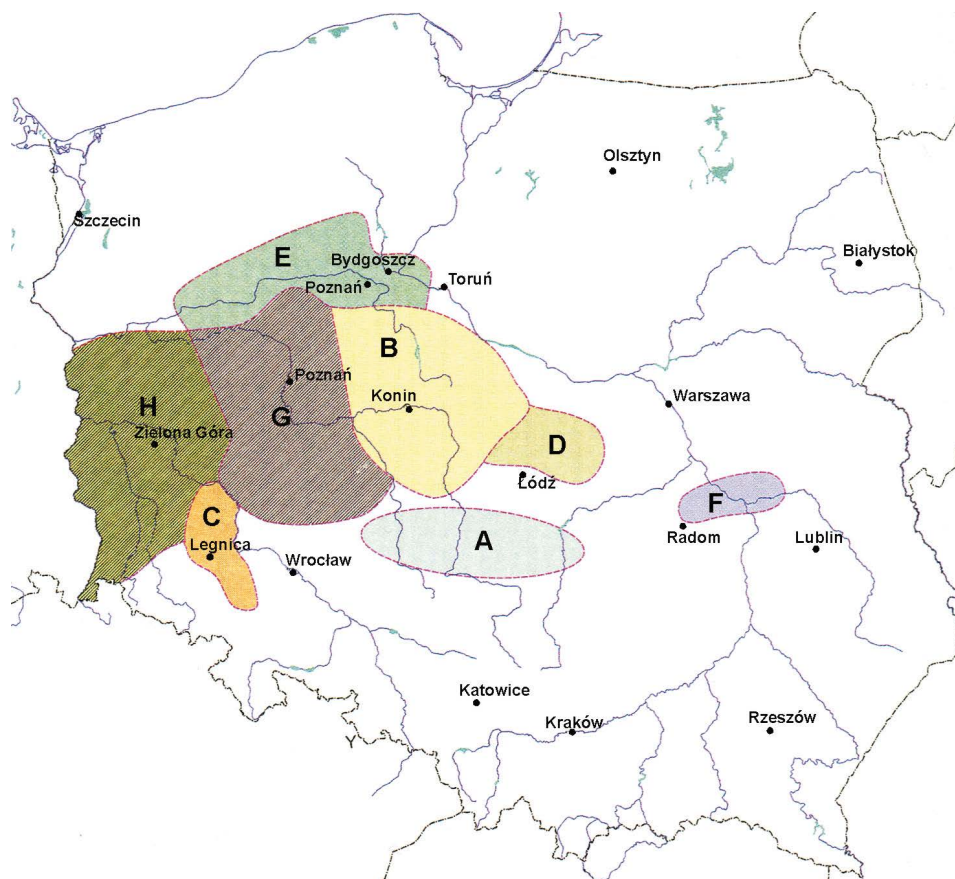 Olsztyn
Szczecin
Białystok
E
Bydgoszcz
Poznań
Toruń
B
Poznań
Konin
Warszawa
H
G
Zielona Góra
D
Łódź
F
C
A
Radom
Legnica
Wrocław
Lublin
Katowice
Kraków
Rzeszów